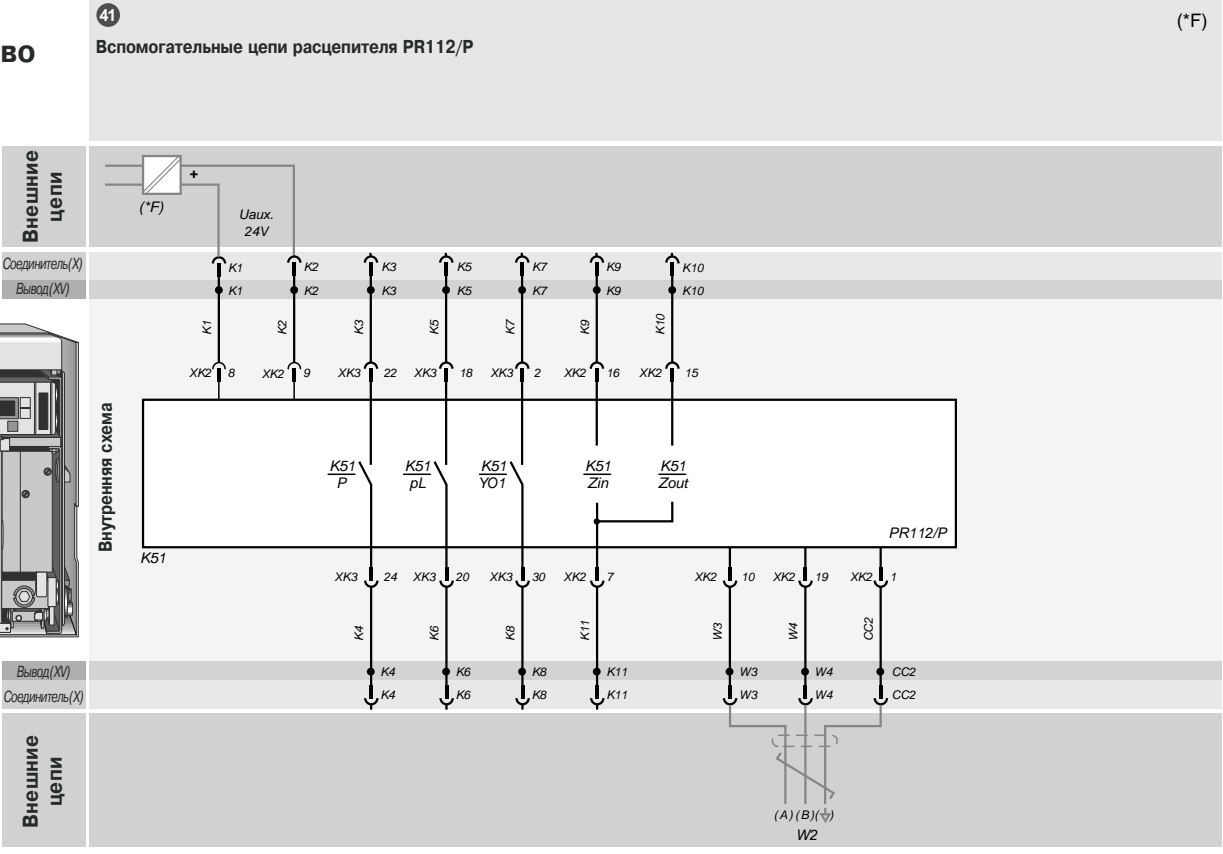 41
(*F)
Вспомогательные цепи расцепителя PR112/P
во
Внешние цепи
+
(*F)
Uaux.
24V
Соединитель(X)
K1 K2 K3 K5 K7 K9 K10
Вывод(XV)
K1 K2 K3 K5 K7 K9 K10
K1 K2 K3 K5 K7 K9 K10
XK2 8 XK2 9 XK3 22 XK3 18 XK3 2 XK2 16 XK2 15
Внутренняя схема
K51 K51 K51 K51 K51
P pL YO1 Zin Zout
PR112/P
K51
XK3 24 XK3 20 XK3 30 XK2 7 XK2 10 XK2 19 XK2 1
K4 K6 K8 K11 W3 W4 CC2
Вывод(XV)
K4 K6 K8 K11 W3 W4 CC2
Соединитель(X)
K4 K6 K8 K11 W3 W4 CC2
Внешние цепи
(A) (B) ( )
W2